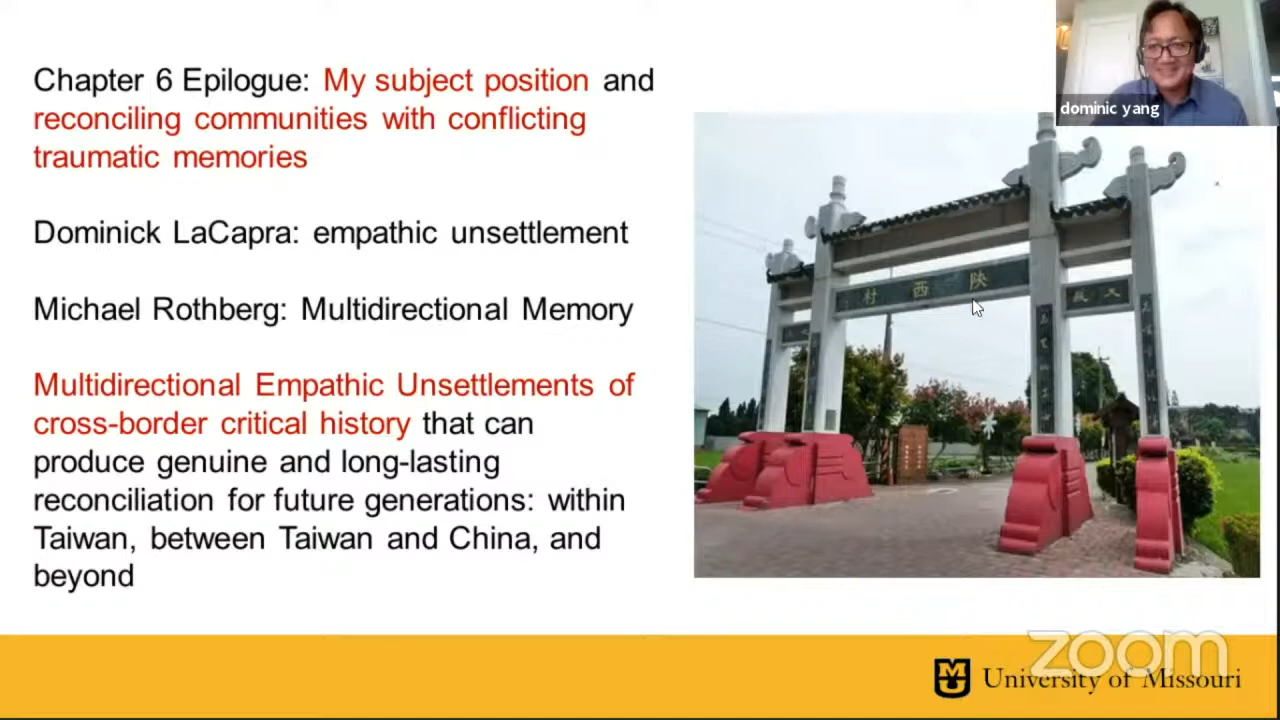 Chapter 6 Epilogue: My subject position and
reconciling communities with conflicting
traumatic memories
Dominick LaCapra: empathic unsettlement
Michael Rothberg: Multidirectional Memory
Multidirectional Empathic Unsettlements of
cross-border critical history that can
produce genuine and long-lasting
reconciliation for future generations: within
Taiwan, between Taiwan and China, and
beyond
dominic yang
村西陝
zoom
University of Missouri